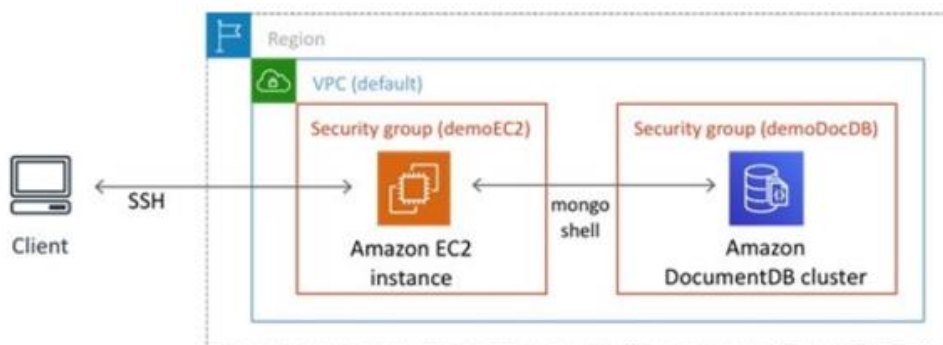 Region
VPC (default)
Security group (demoEC2)
Security group (demoDocDB)
SSH
mongo
shell
Client
Amazon EC2
instance
Amazon
DocumentDB cluster